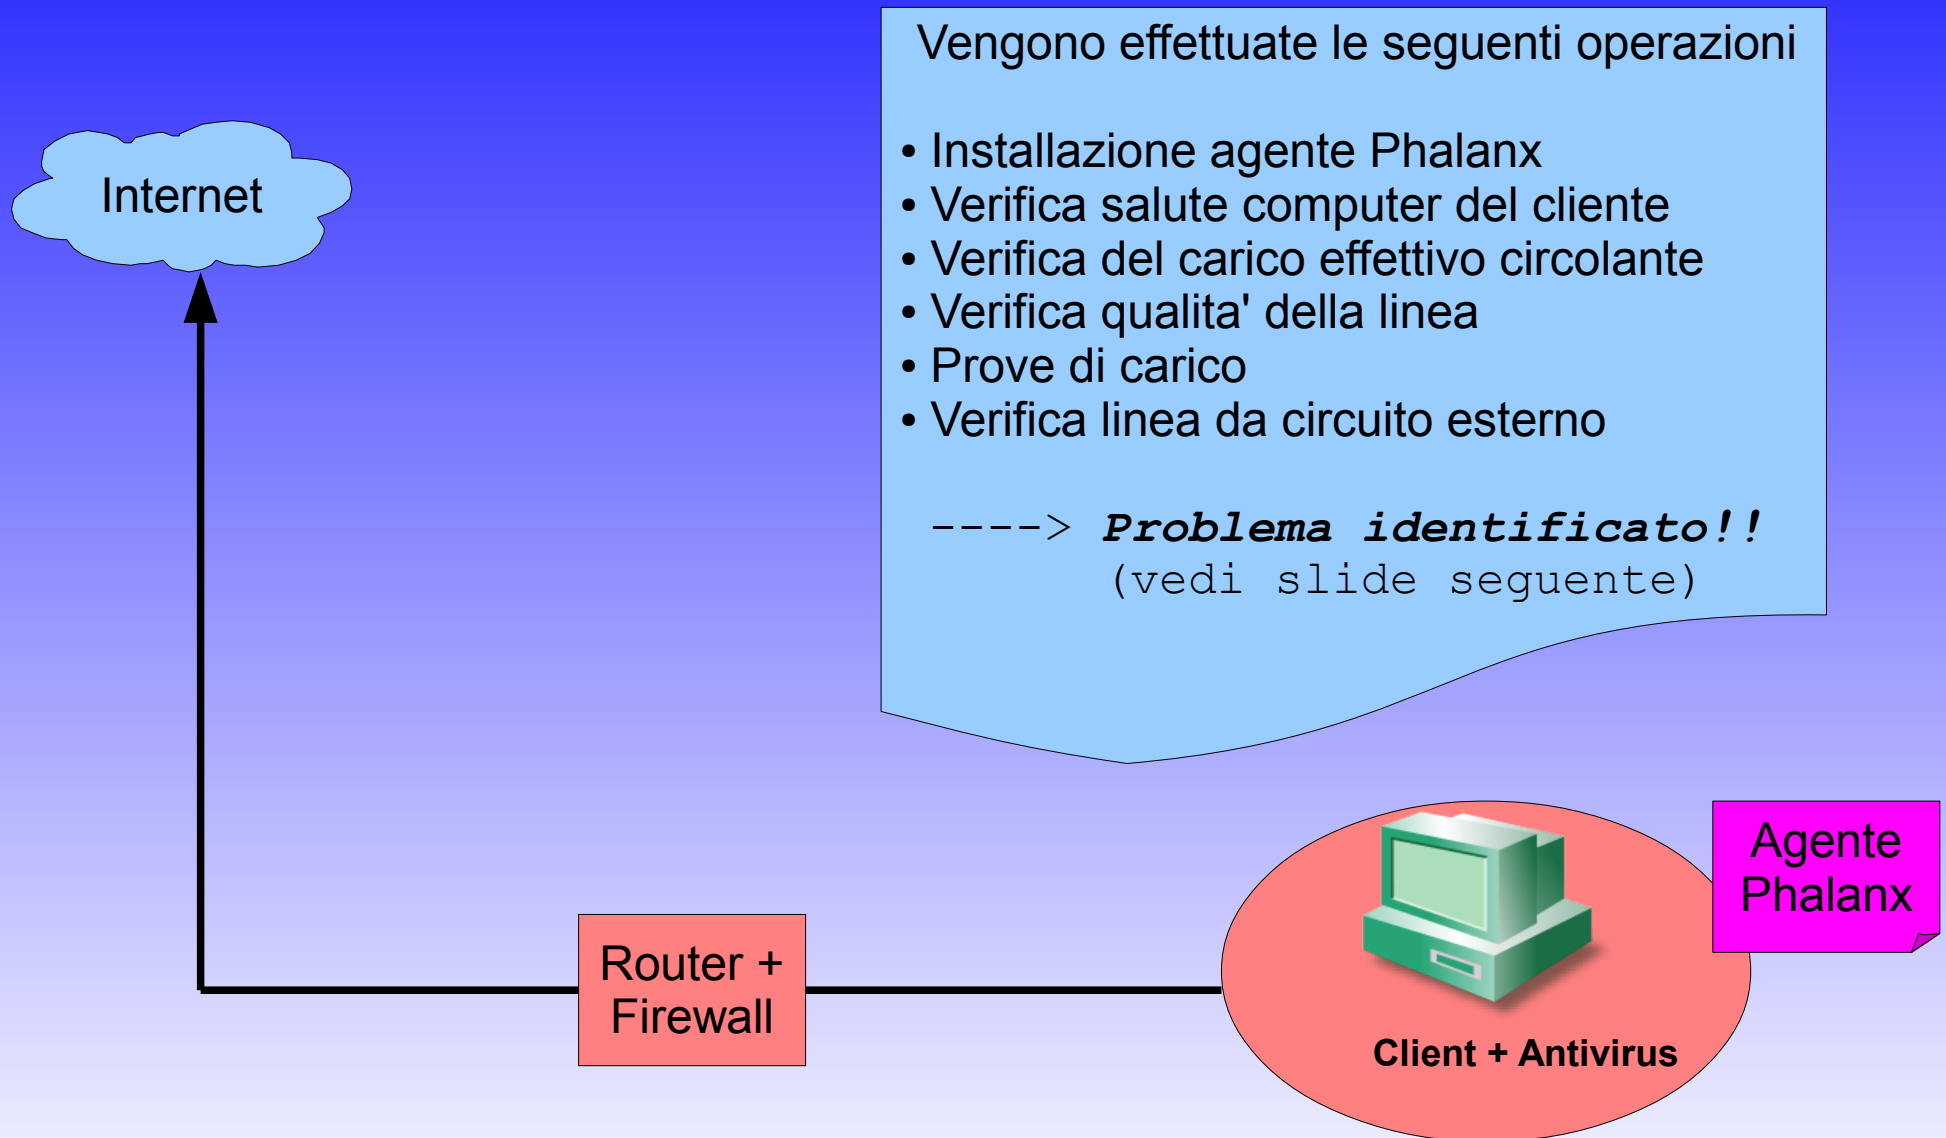 Vengono effettuate le seguenti operazioni
• Installazione agente Phalanx
• Verifica salute computer del cliente
• Verifica del carico effettivo circolante
• Verifica qualita' della linea
• Prove di carico
• Verifica linea da circuito esterno
----> Problema identificato!!
(vedi slide seguente)
Internet
Router +
Firewall
Client + Antivirus
Agente
Phalanx